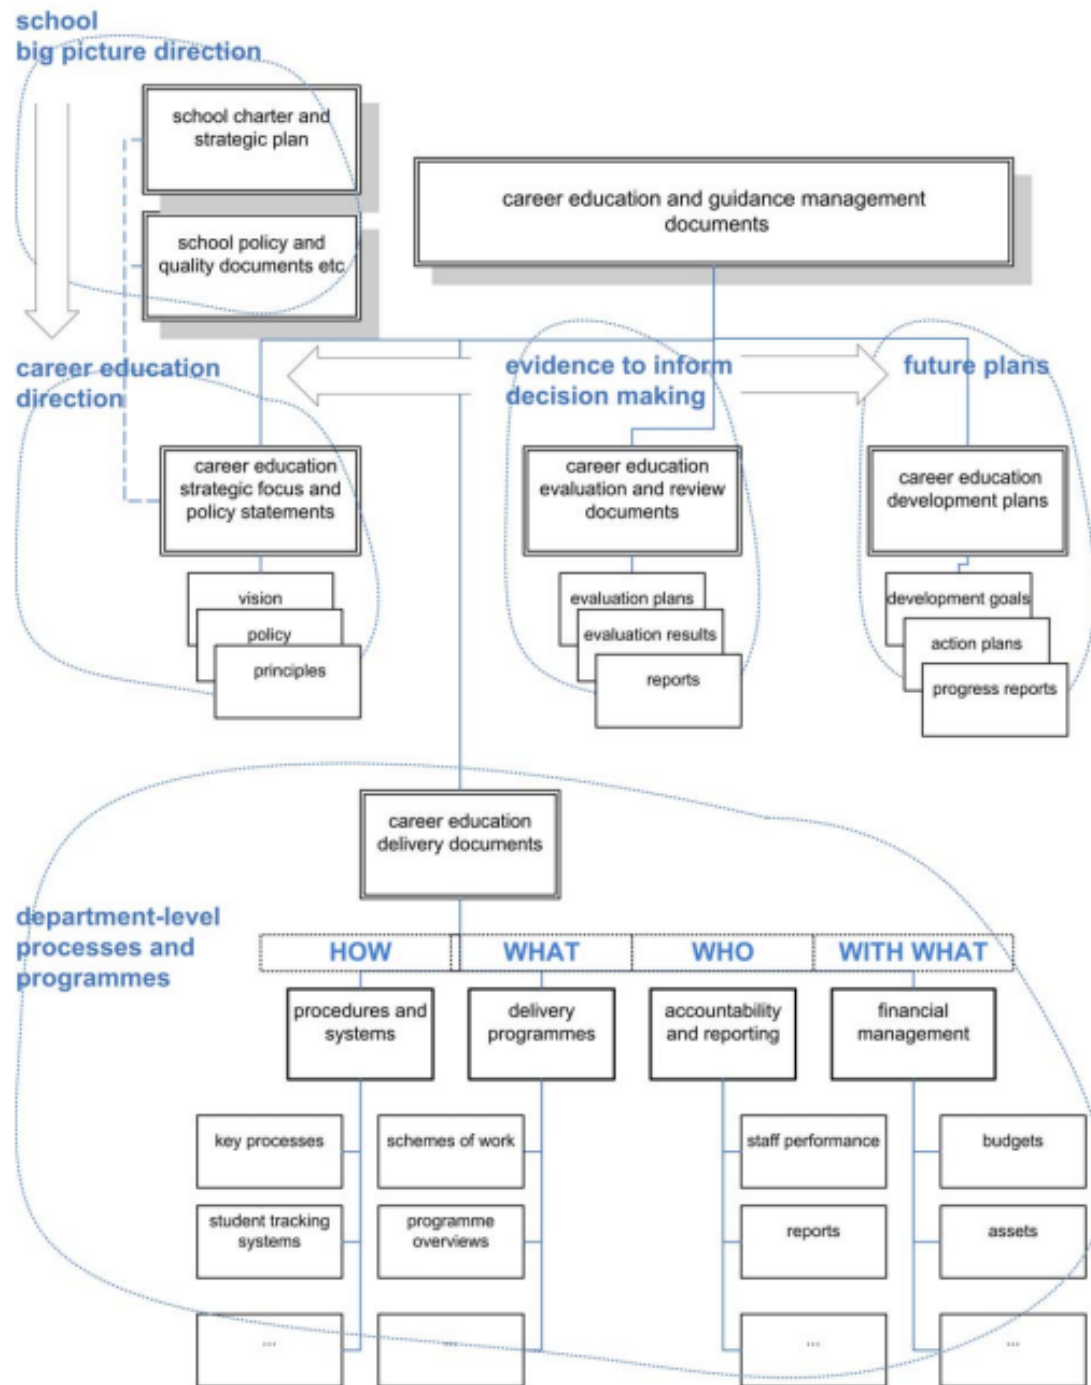 school
big picture direction
school charter and
strategic plan
career education and guidance management
documents
school policy and
quality documents etc
career education
direction
evidence to inform
decision making
future plans
career education
strategic focus and
policy statements
career education
evaluation and review
documents
career education
development plans
vision
policy
principles
evaluation plans
evaluation results
reports
development goals
action plans
progress reports
career education
delivery documents
department-level
processes and
programmes
HOW
WHAT
WHO
WITH WHAT
procedures and
systems
delivery
programmes
accountability
and reporting
financial
management
key processes
schemes of work
staff performance
budgets
student tracking
systems
programme
overviews
reports
assets
...
...
...
...